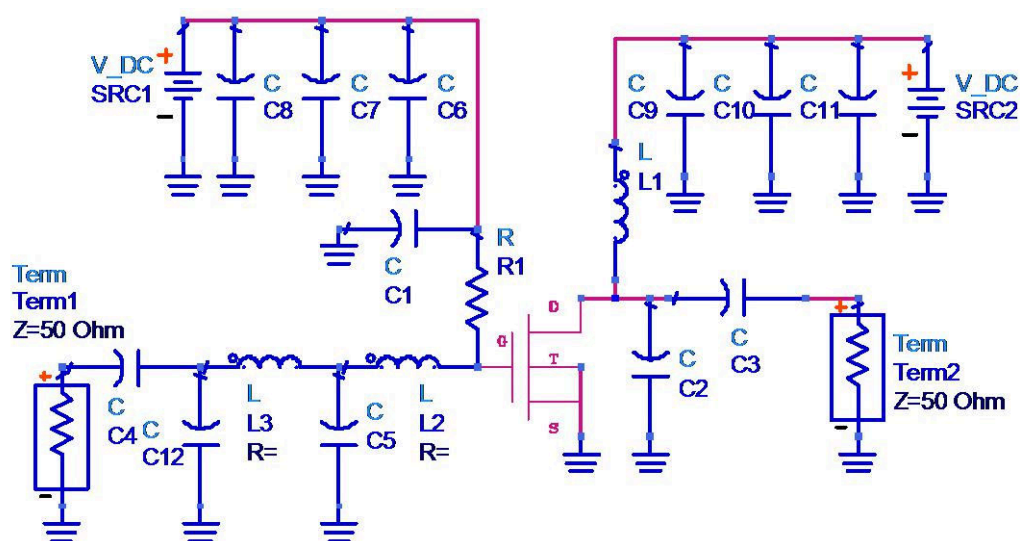 +
V_DC
SRC1
-
C
C8
C
C7
C
C6
C
C9
C
C10
C
C11
+
V_DC
SRC2
-
L
L1
R
R1
C
C1
Term
Term1
Z=50 Ohm
+
-
C
C4
C
C12
L
L3
R=
C
C5
L
L2
R=
G
D
T
S
C
C2
C
C3
+
-
Term
Term2
Z=50 Ohm